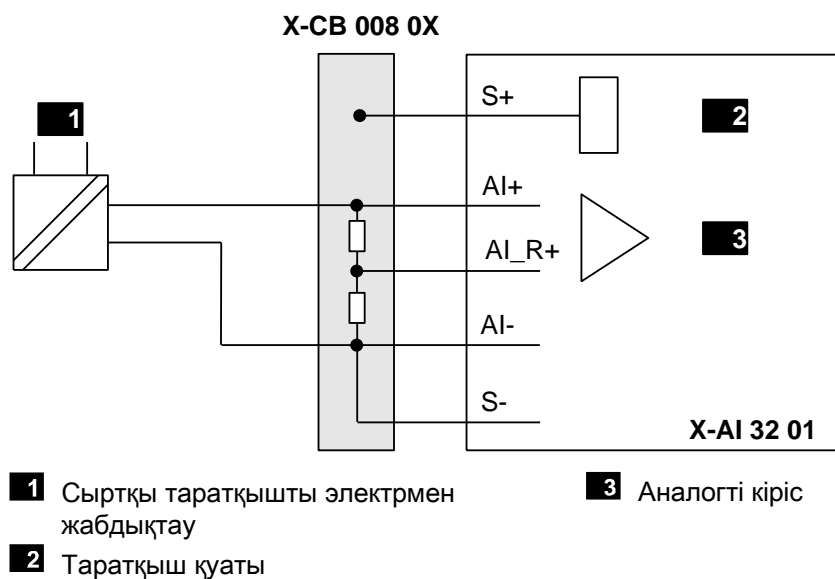 X-CB 008 0X
S+
1
2
AI+
3
AI_R+
AI-
S-
X-AI 32 01
1 Сыртқы таратқышты электрмен
жабдықтау
3 Аналогті кіріс
2 Таратқыш қуаты